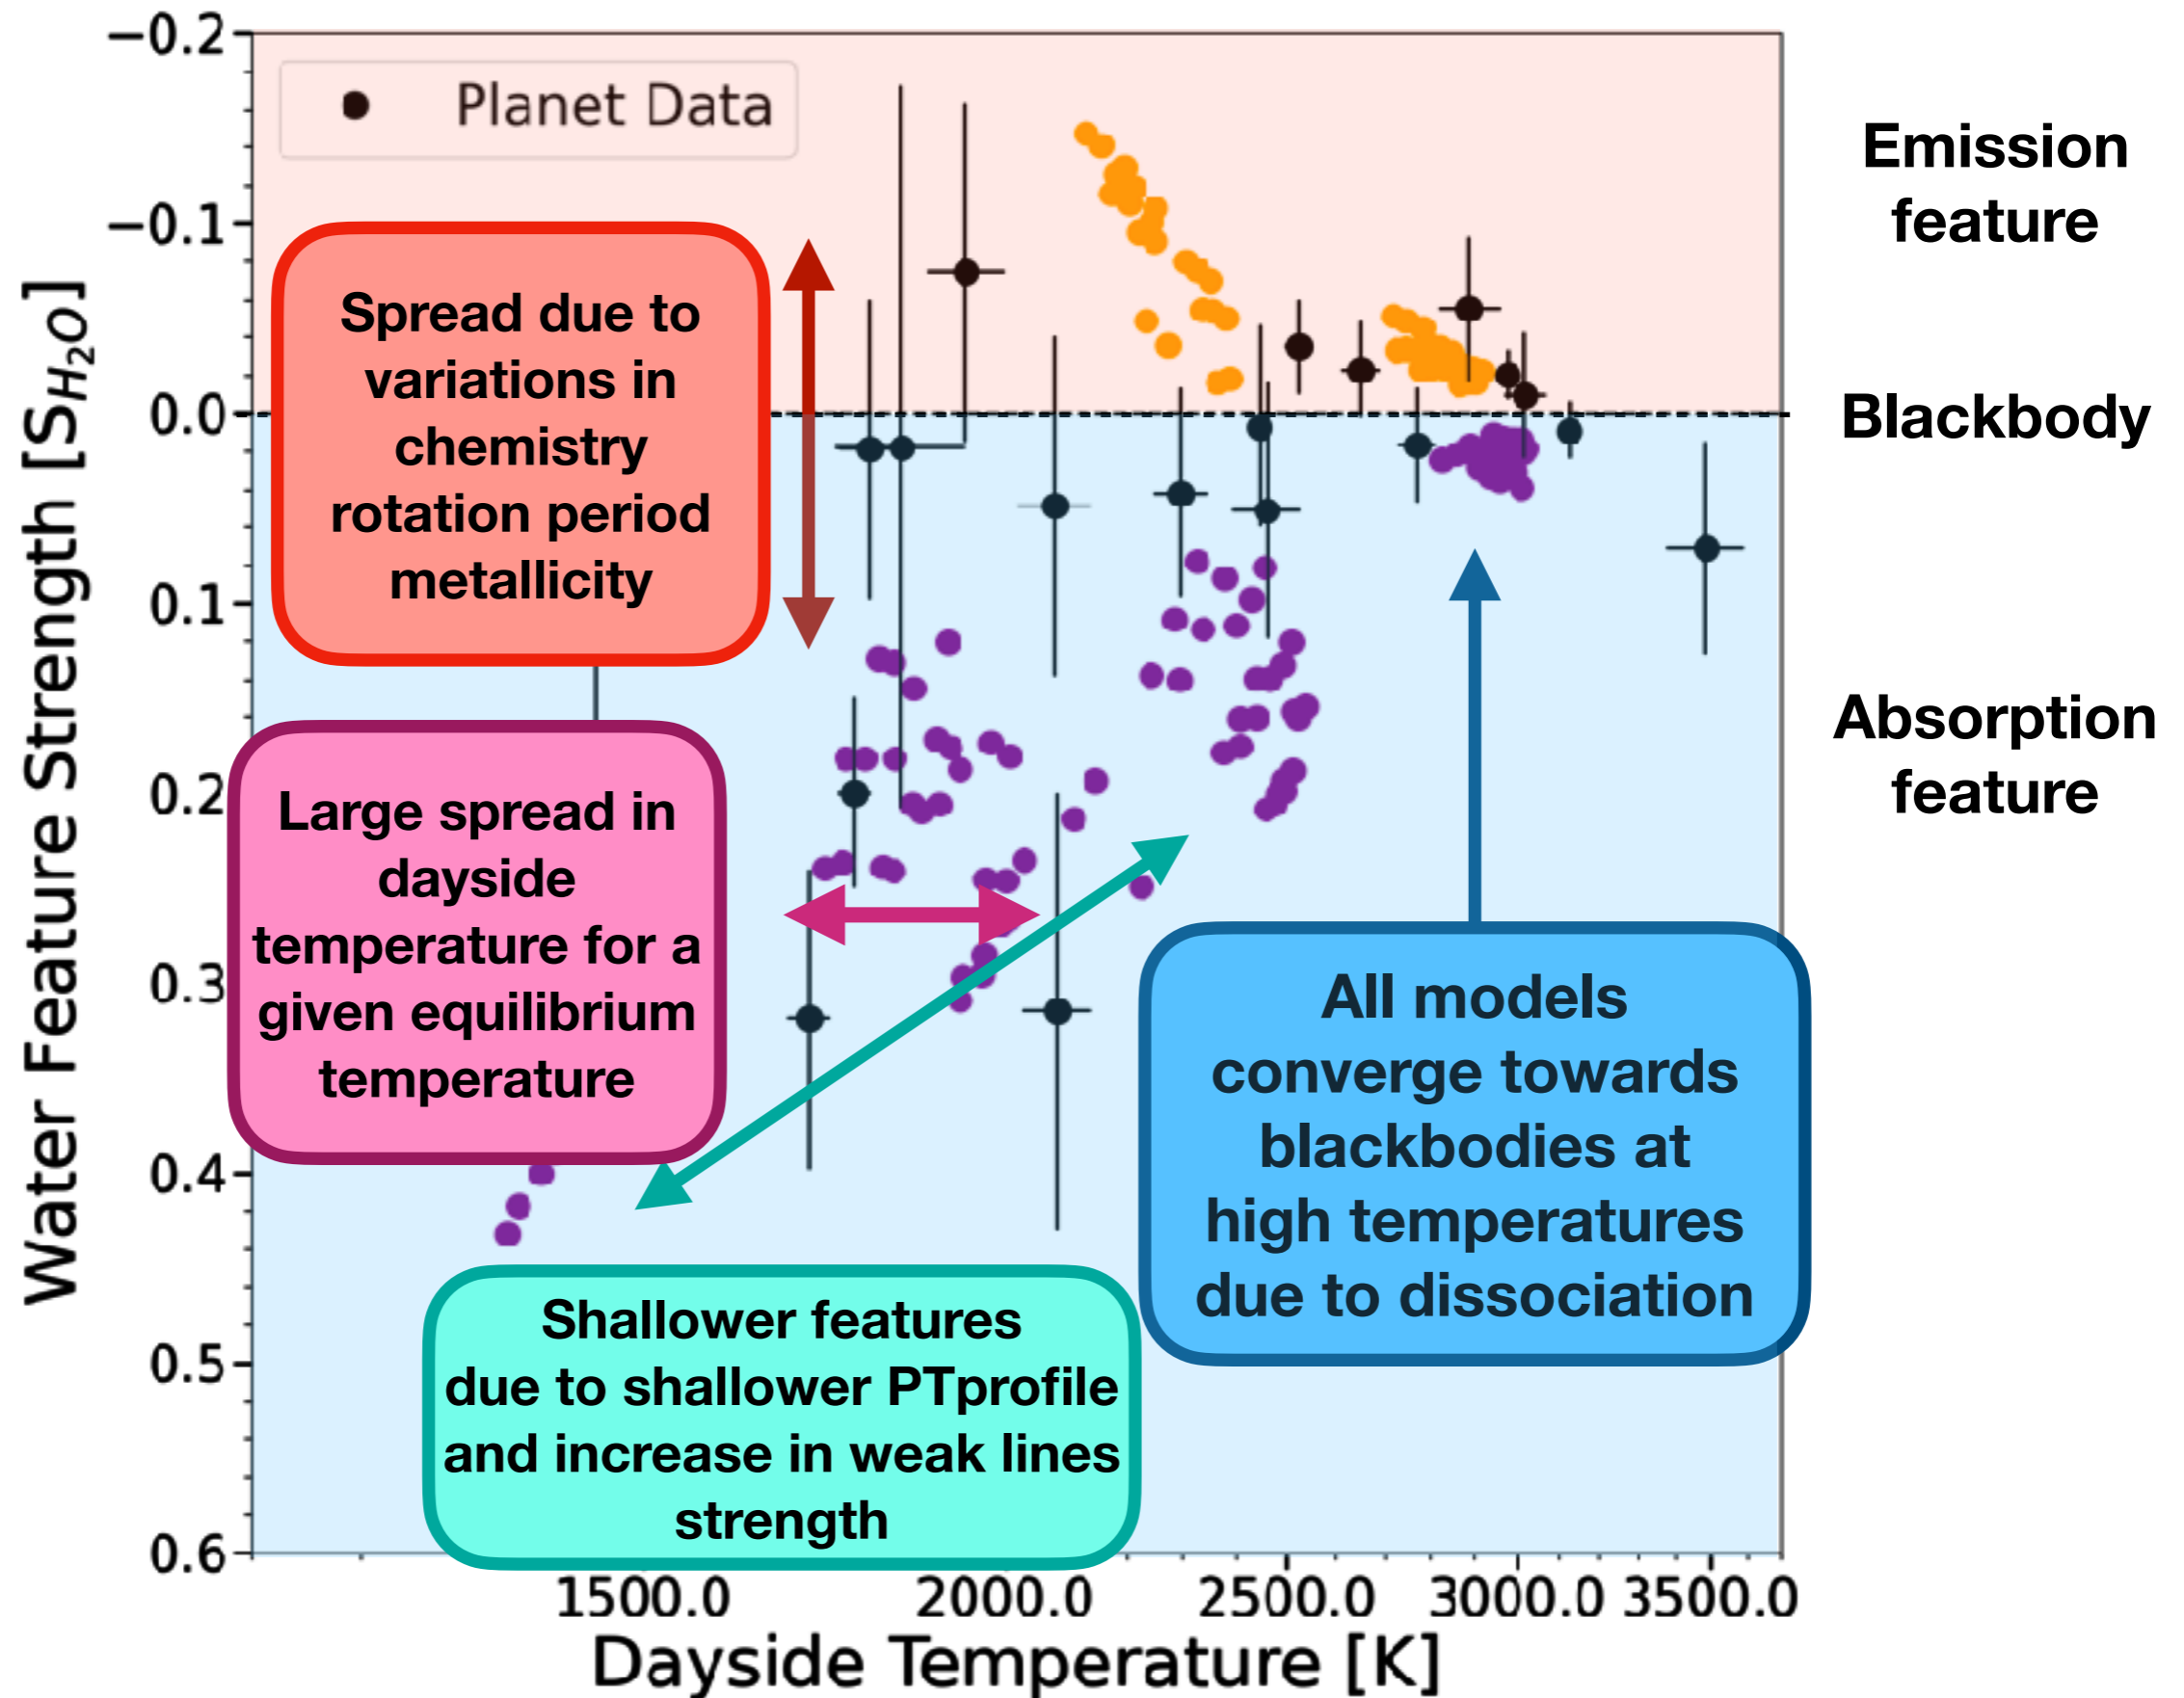 −0.2
Planet Data
−0.1
0.0
0.1
0.2
0.3
0.4
0.5
0.6
Water Feature Strength [S_{H₂O}]
Emission
feature
Blackbody
Absorption
feature
Spread due to
variations in
chemistry
rotation period
metallicity
Large spread in
dayside
temperature for a
given equilibrium
temperature
All models
converge towards
blackbodies at
high temperatures
due to dissociation
Shallower features
due to shallower PTprofile
and increase in weak lines
strength
1500.0 2000.0 2500.0 3000.0 3500.0
Dayside Temperature [K]